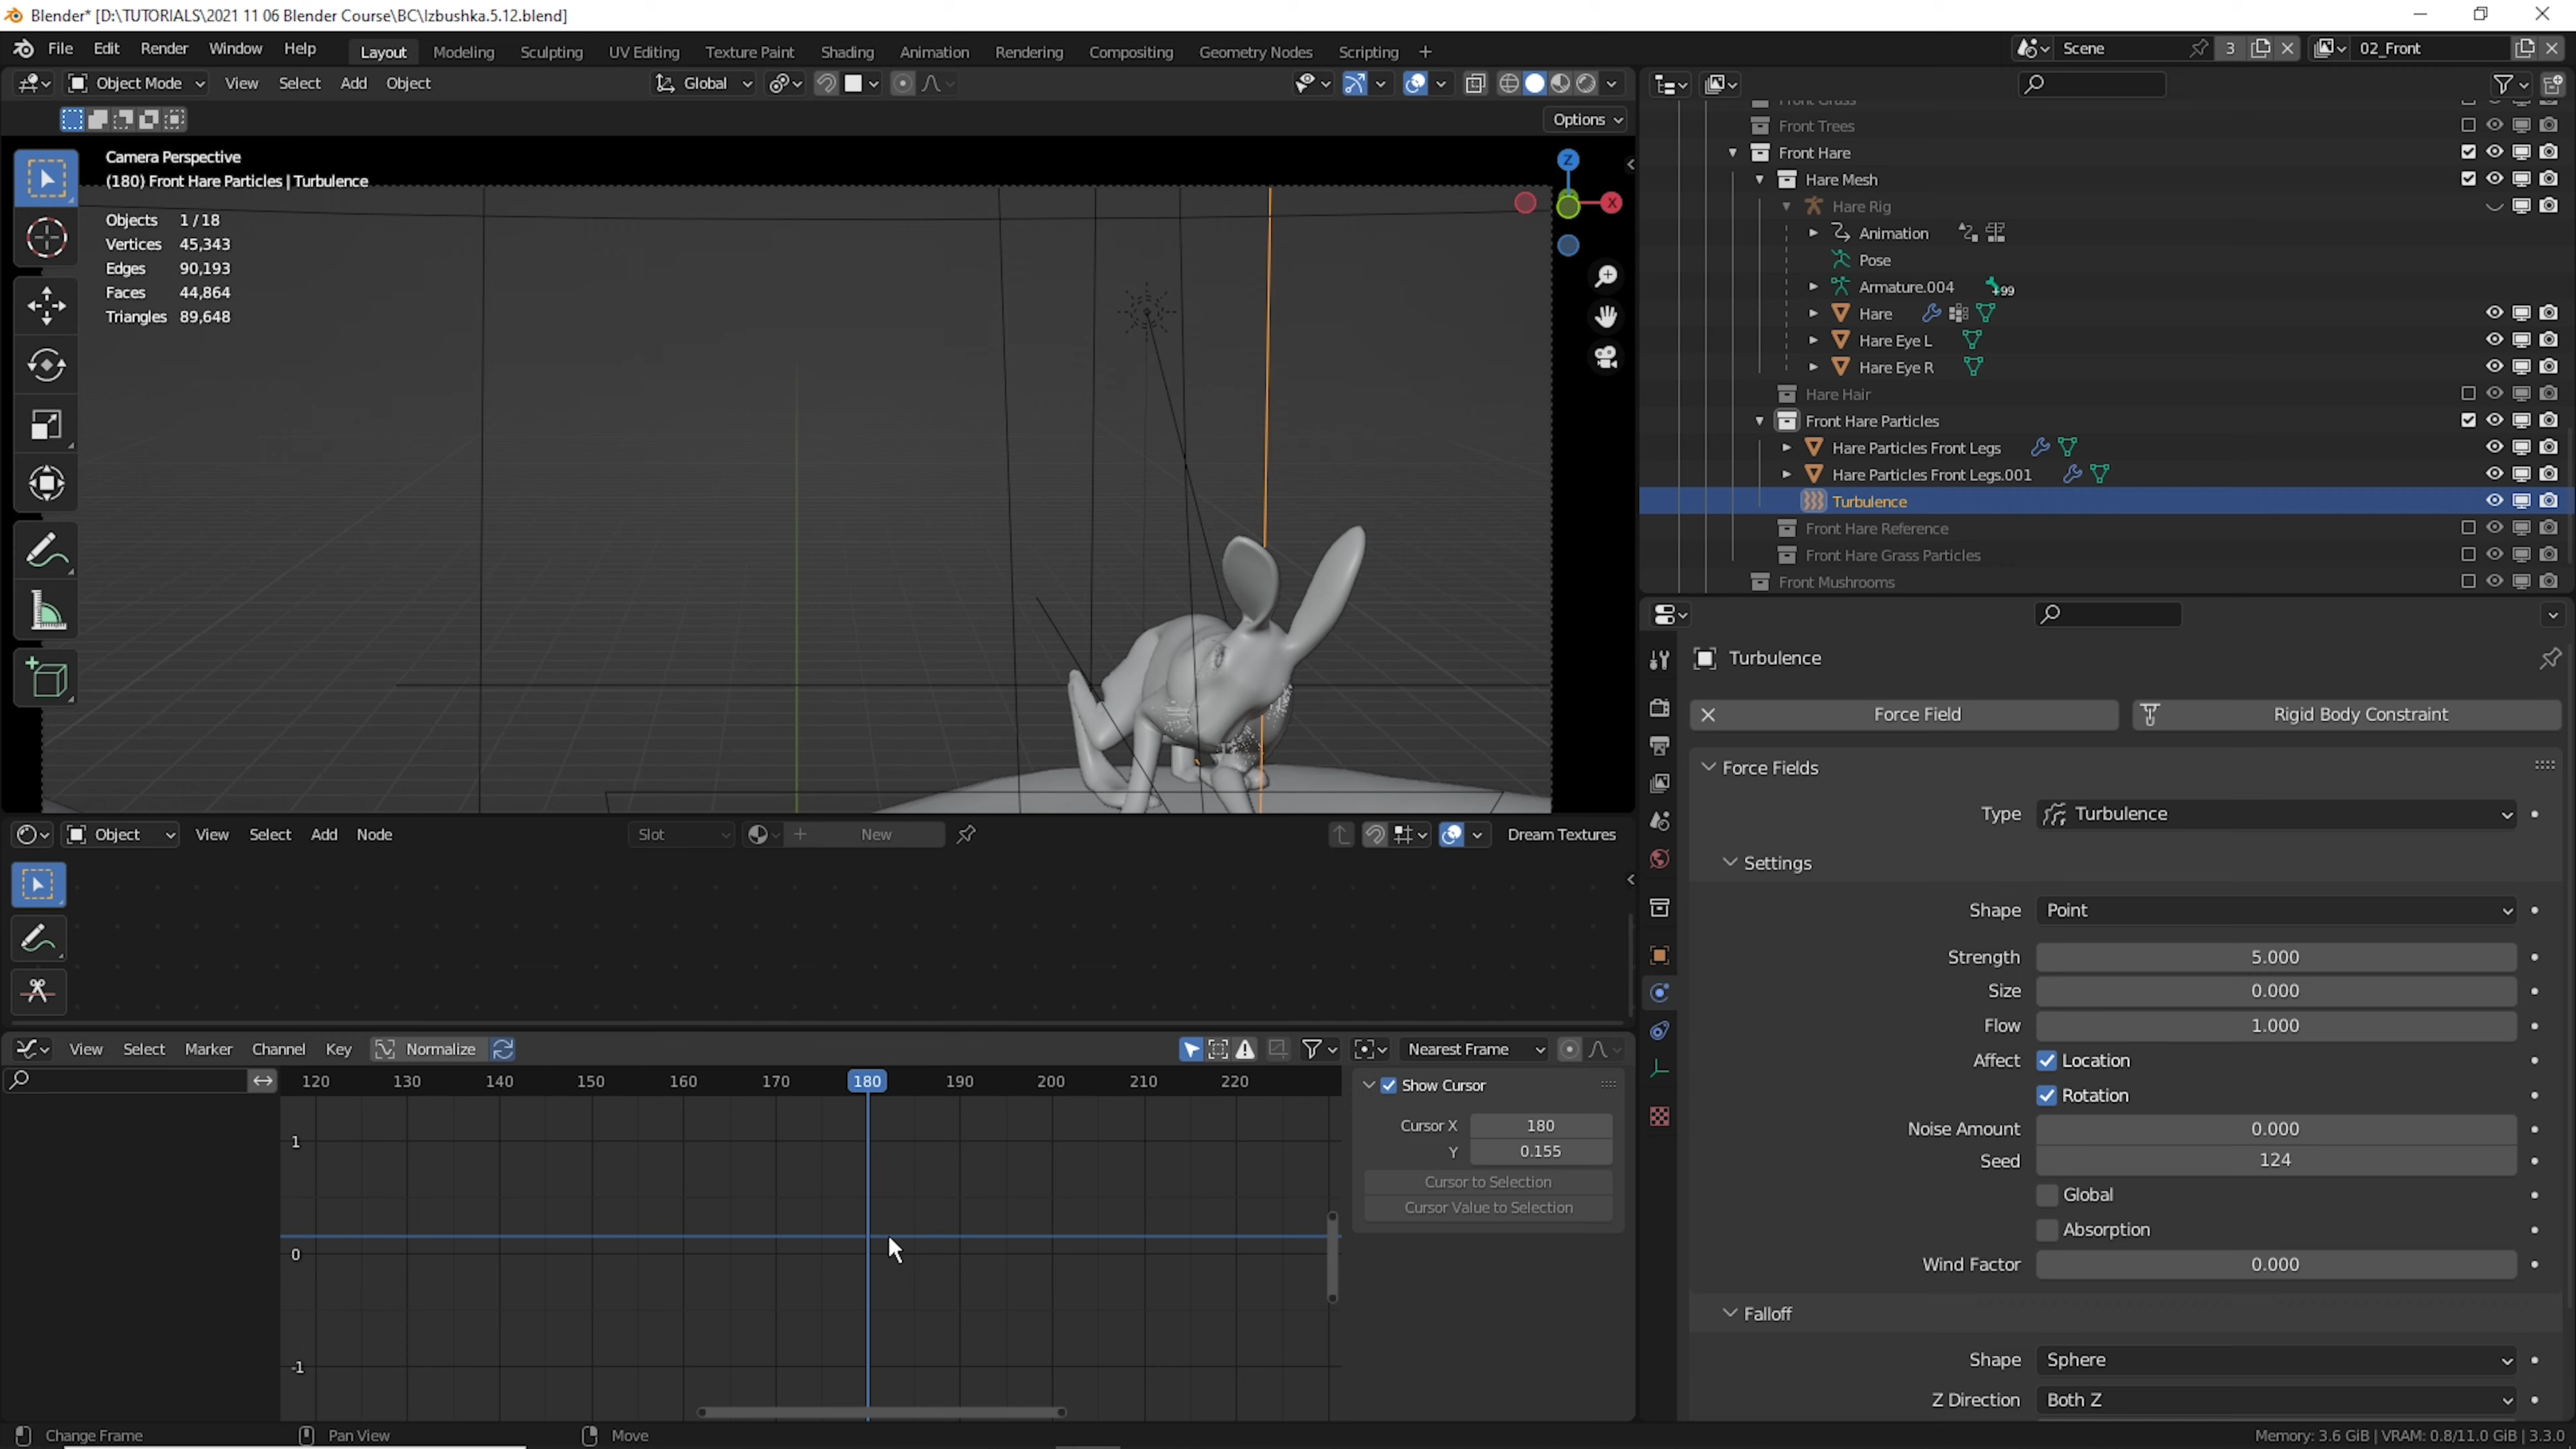 Blender* [D:\TUTORIALS\2021 11 06 Blender Course\BC\Izbushka.5.12.blend]
File Edit Render Window Help Layout Modeling Sculpting UV Editing Texture Paint Shading Animation Rendering Compositing Geometry Nodes Scripting + Scene 3 02_Front
Object Mode View Select Add Object Global
Options
Camera Perspective
(180) Front Hare Particles | Turbulence
Objects 1 / 18
Vertices 45,343
Edges 90,193
Faces 44,864
Triangles 89,648
Z
X
Front Grass
Front Trees
Front Hare
Hare Mesh
Hare Rig
Animation
Pose
Armature.004 +99
Hare
Hare Eye L
Hare Eye R
Hare Hair
Front Hare Particles
Hare Particles Front Legs
Hare Particles Front Legs.001
Turbulence
Front Hare Reference
Front Hare Grass Particles
Front Mushrooms
Turbulence
Force Field Rigid Body Constraint
Force Fields
Type Turbulence
Settings
Shape Point
Strength 5.000
Size 0.000
Flow 1.000
Affect Location
Rotation
Noise Amount 0.000
Seed 124
Global
Absorption
Wind Factor 0.000
Falloff
Shape Sphere
Z Direction Both Z
Object View Select Add Node Slot New Dream Textures
View Select Marker Channel Key Normalize Nearest Frame
120 130 140 150 160 170 180 190 200 210 220
1
0
-1
Show Cursor
Cursor X 180
Y 0.155
Cursor to Selection
Cursor Value to Selection
Change Frame Pan View Move Memory: 3.6 GiB | VRAM: 0.8/11.0 GiB | 3.3.0